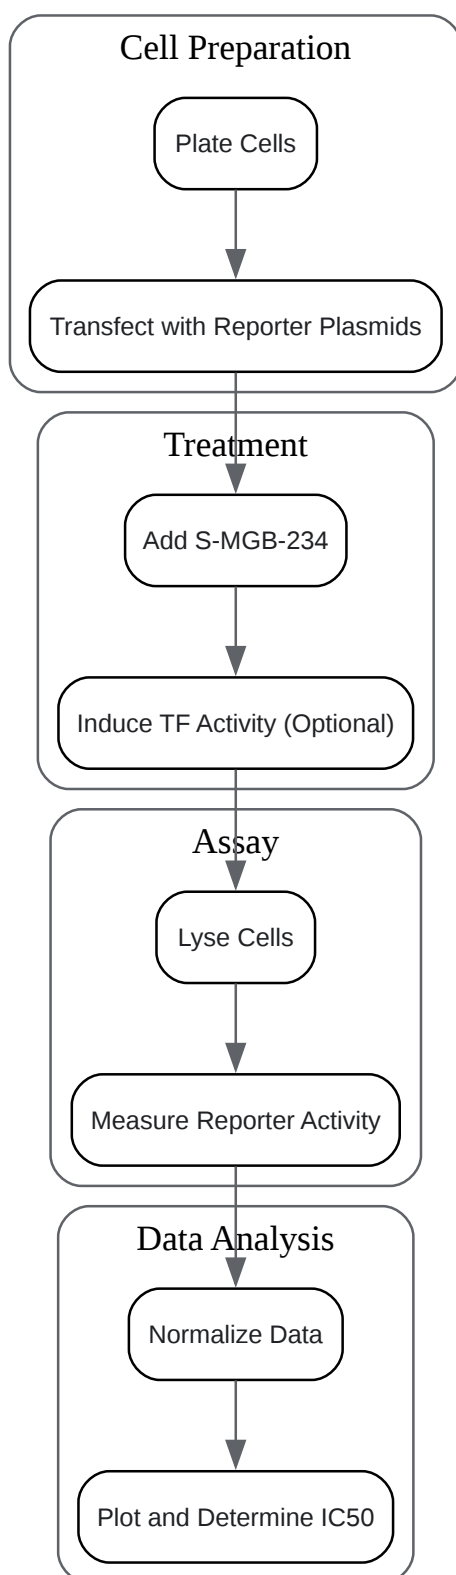 Cell Preparation
Plate Cells
Transfect with Reporter Plasmids
Treatment
Add S-MGB-234
Induce TF Activity (Optional)
Assay
Lyse Cells
Measure Reporter Activity
Data Analysis
Normalize Data
Plot and Determine IC50